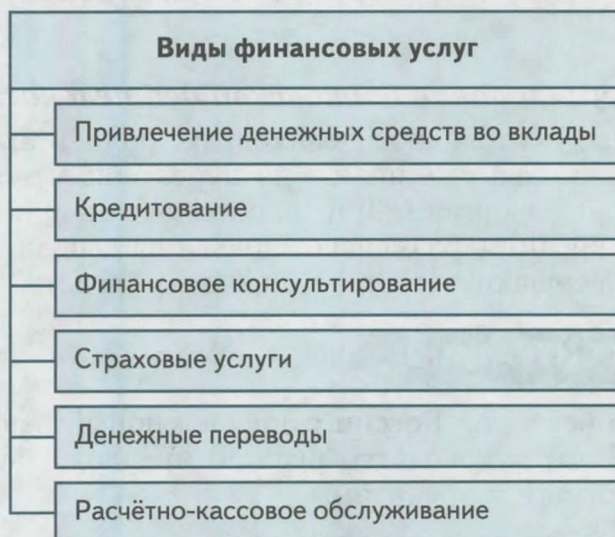 Виды финансовых услуг
Привлечение денежных средств во вклады
Кредитование
Финансовое консультирование
Страховые услуги
Денежные переводы
Расчётно-кассовое обслуживание